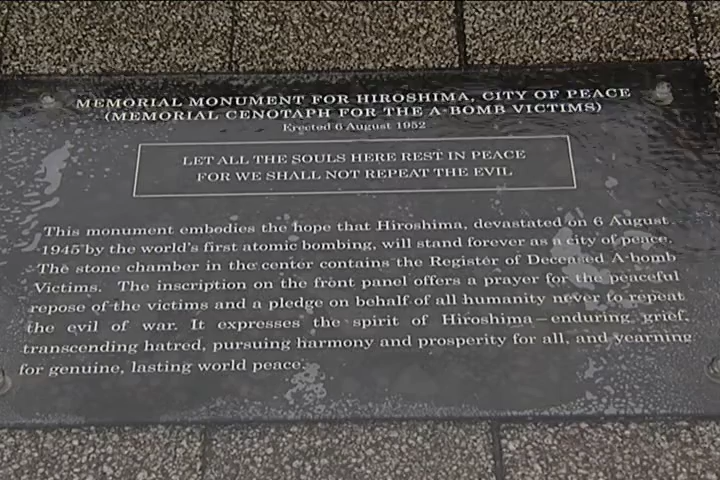 MEMORIAL MONUMENT FOR HIROSHIMA, CITY OF PEACE
(MEMORIAL CENOTAPH FOR THE A-BOMB VICTIMS)
Erected 6 August 1952
LET ALL THE SOULS HERE REST IN PEACE
FOR WE SHALL NOT REPEAT THE EVIL
This monument embodies the hope that Hiroshima, devastated on 6 August
1945 by the world's first atomic bombing, will stand forever as a city of peace.
The stone chamber in the center contains the Register of Deceased A-bomb
Victims. The inscription on the front panel offers a prayer for the peaceful
repose of the victims and a pledge on behalf of all humanity never to repeat
the evil of war. It expresses the spirit of Hiroshima — enduring grief,
transcending hatred, pursuing harmony and prosperity for all, and yearning
for genuine, lasting world peace.